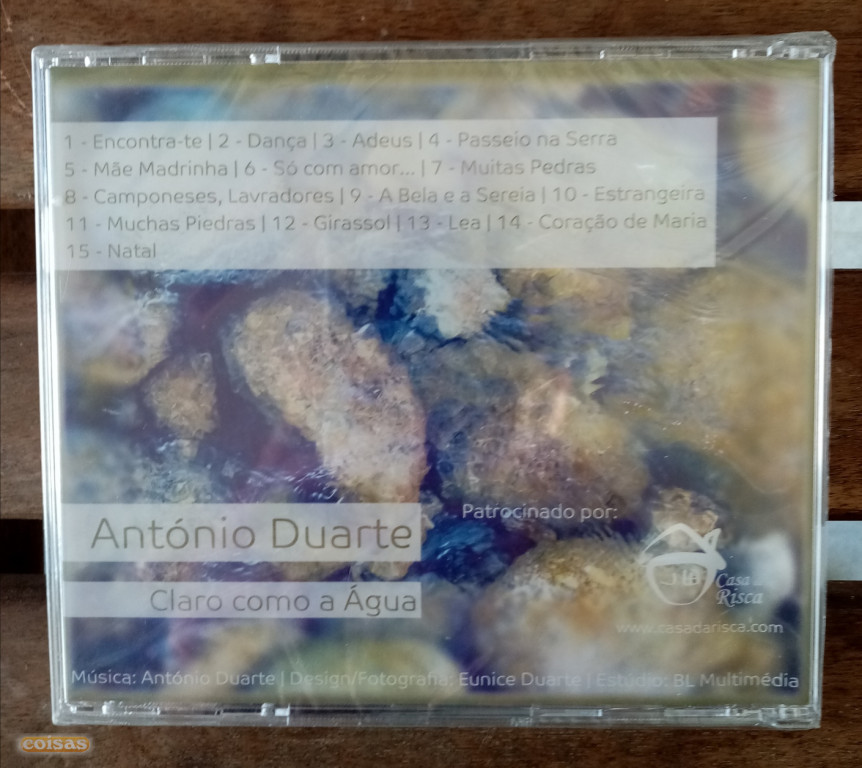 1 - Encontra-te | 2 - Dança | 3 - Adeus | 4 - Passeio na Serra
5 - Mãe Madrinha | 6 - Só com amor... | 7 - Muitas Pedras
8 - Camponeses, Lavradores | 9 - A Bela e a Sereia | 10 - Estrangeira
11 - Muchas Piedras | 12 - Girassol | 13 - Lea | 14 - Coração de Maria
15 - Natal
António Duarte
Claro como a Água
Patrocinado por:
Casa da
Risca
www.casadarisca.com
Música: António Duarte | Design/Fotografia: Eunice Duarte | Estúdio: BL Multimédia
coisas